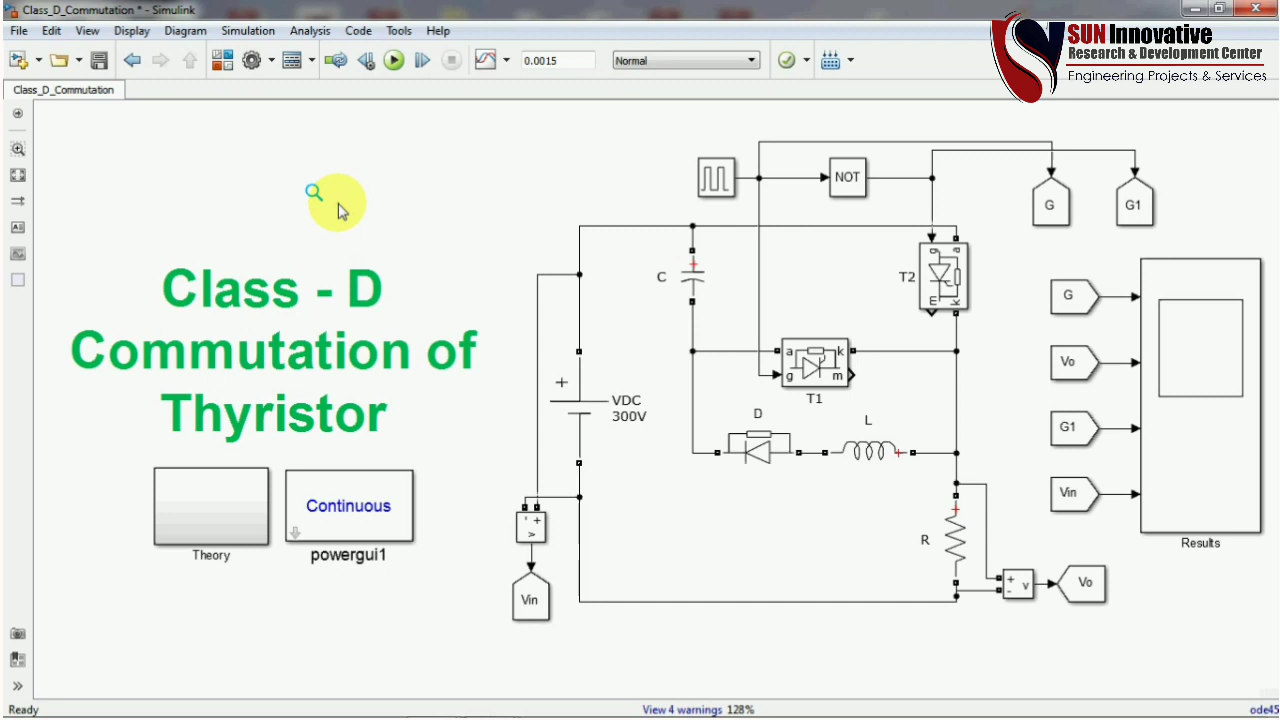 Class_D_Commutation * - Simulink
File Edit View Display Diagram Simulation Analysis Code Tools Help
SUN Innovative
Research & Development Center
Engineering Projects & Services
0.0015
Normal
Class_D_Commutation
NOT
G
G1
C
T2
g
a
m
k
G
a
k
g
m
T1
Vo
Class - D
Commutation of
Thyristor
+
VDC
300V
D
L
G1
Vin
Theory
Continuous
powergui1
- +
v
R
Results
+
-
v
Vo
Vin
Ready
View 4 warnings 128%
ode45